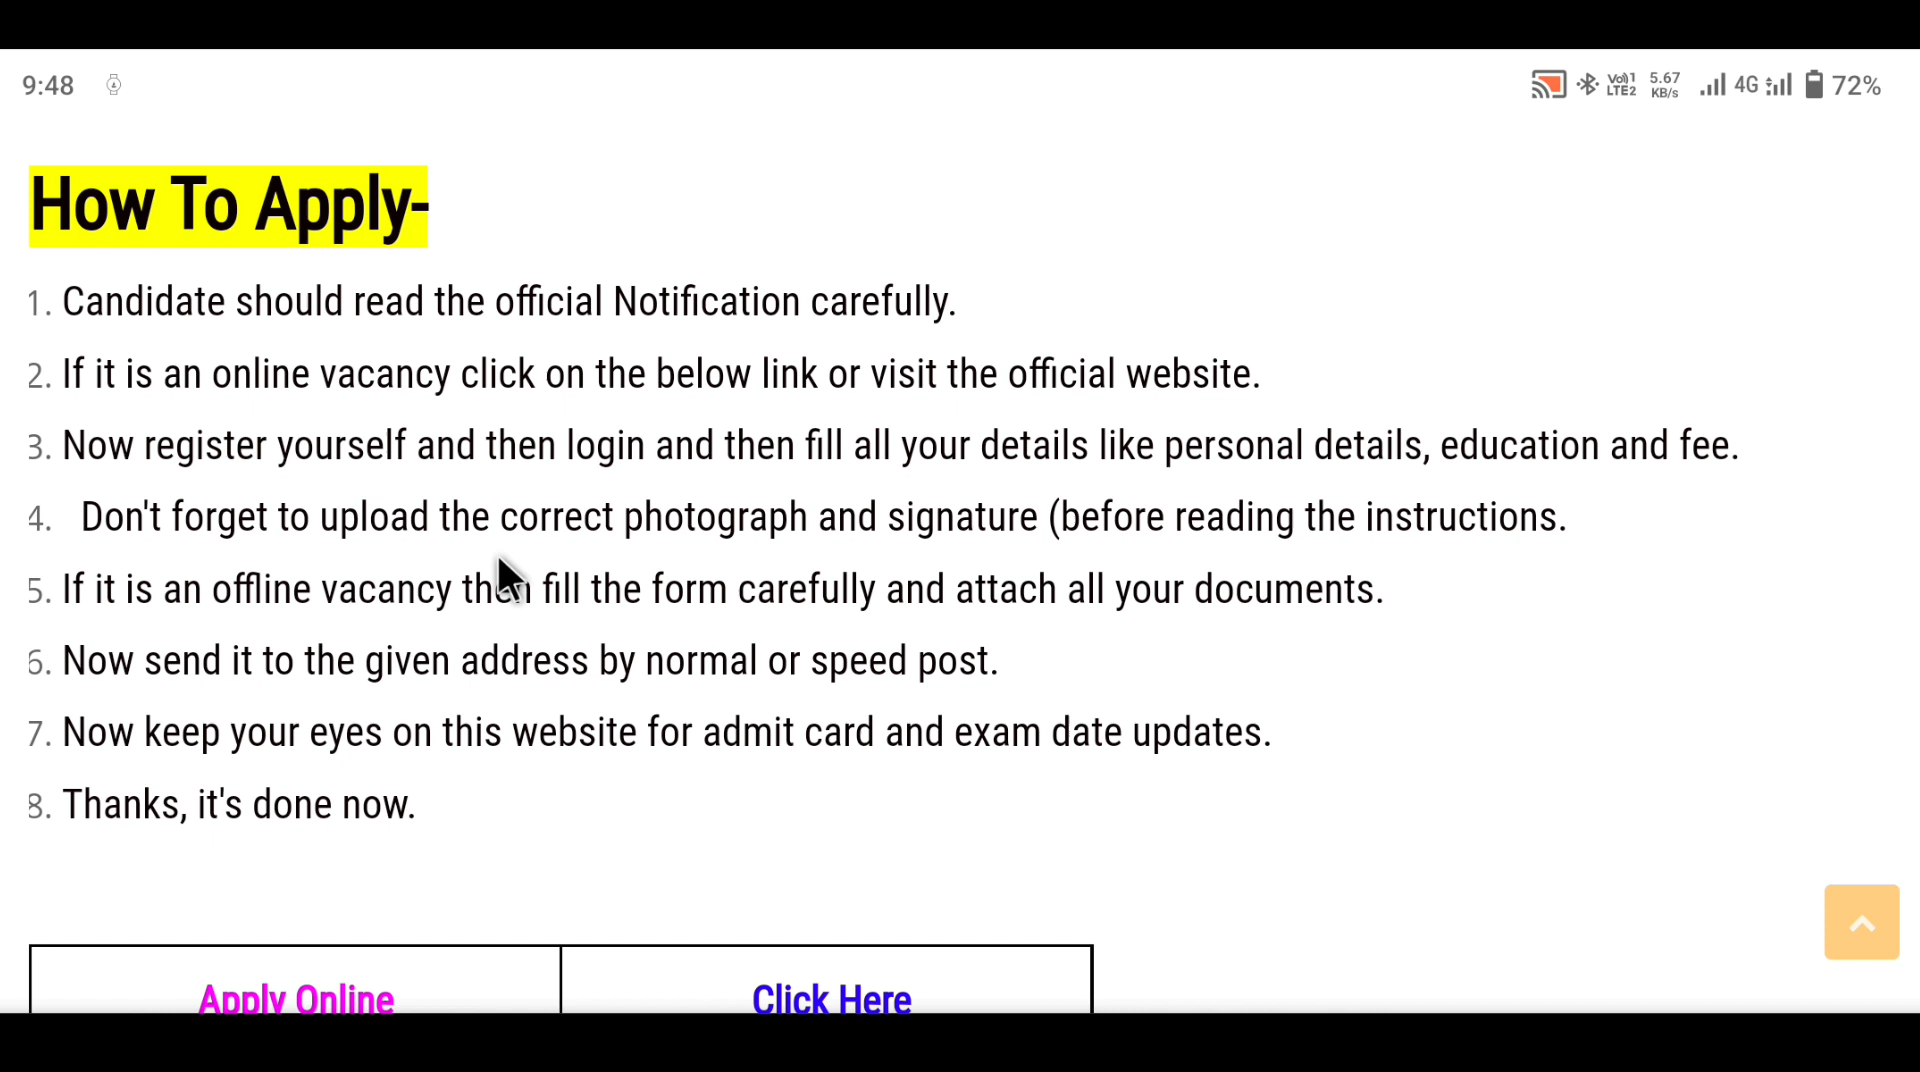 9:48
Vo)) 1
LTE2
5.67
KB/s
4G
72%
How To Apply-
1. Candidate should read the official Notification carefully.
2. If it is an online vacancy click on the below link or visit the official website.
3. Now register yourself and then login and then fill all your details like personal details, education and fee.
4. Don't forget to upload the correct photograph and signature (before reading the instructions.
5. If it is an offline vacancy then fill the form carefully and attach all your documents.
6. Now send it to the given address by normal or speed post.
7. Now keep your eyes on this website for admit card and exam date updates.
8. Thanks, it's done now.
Apply Online
Click Here